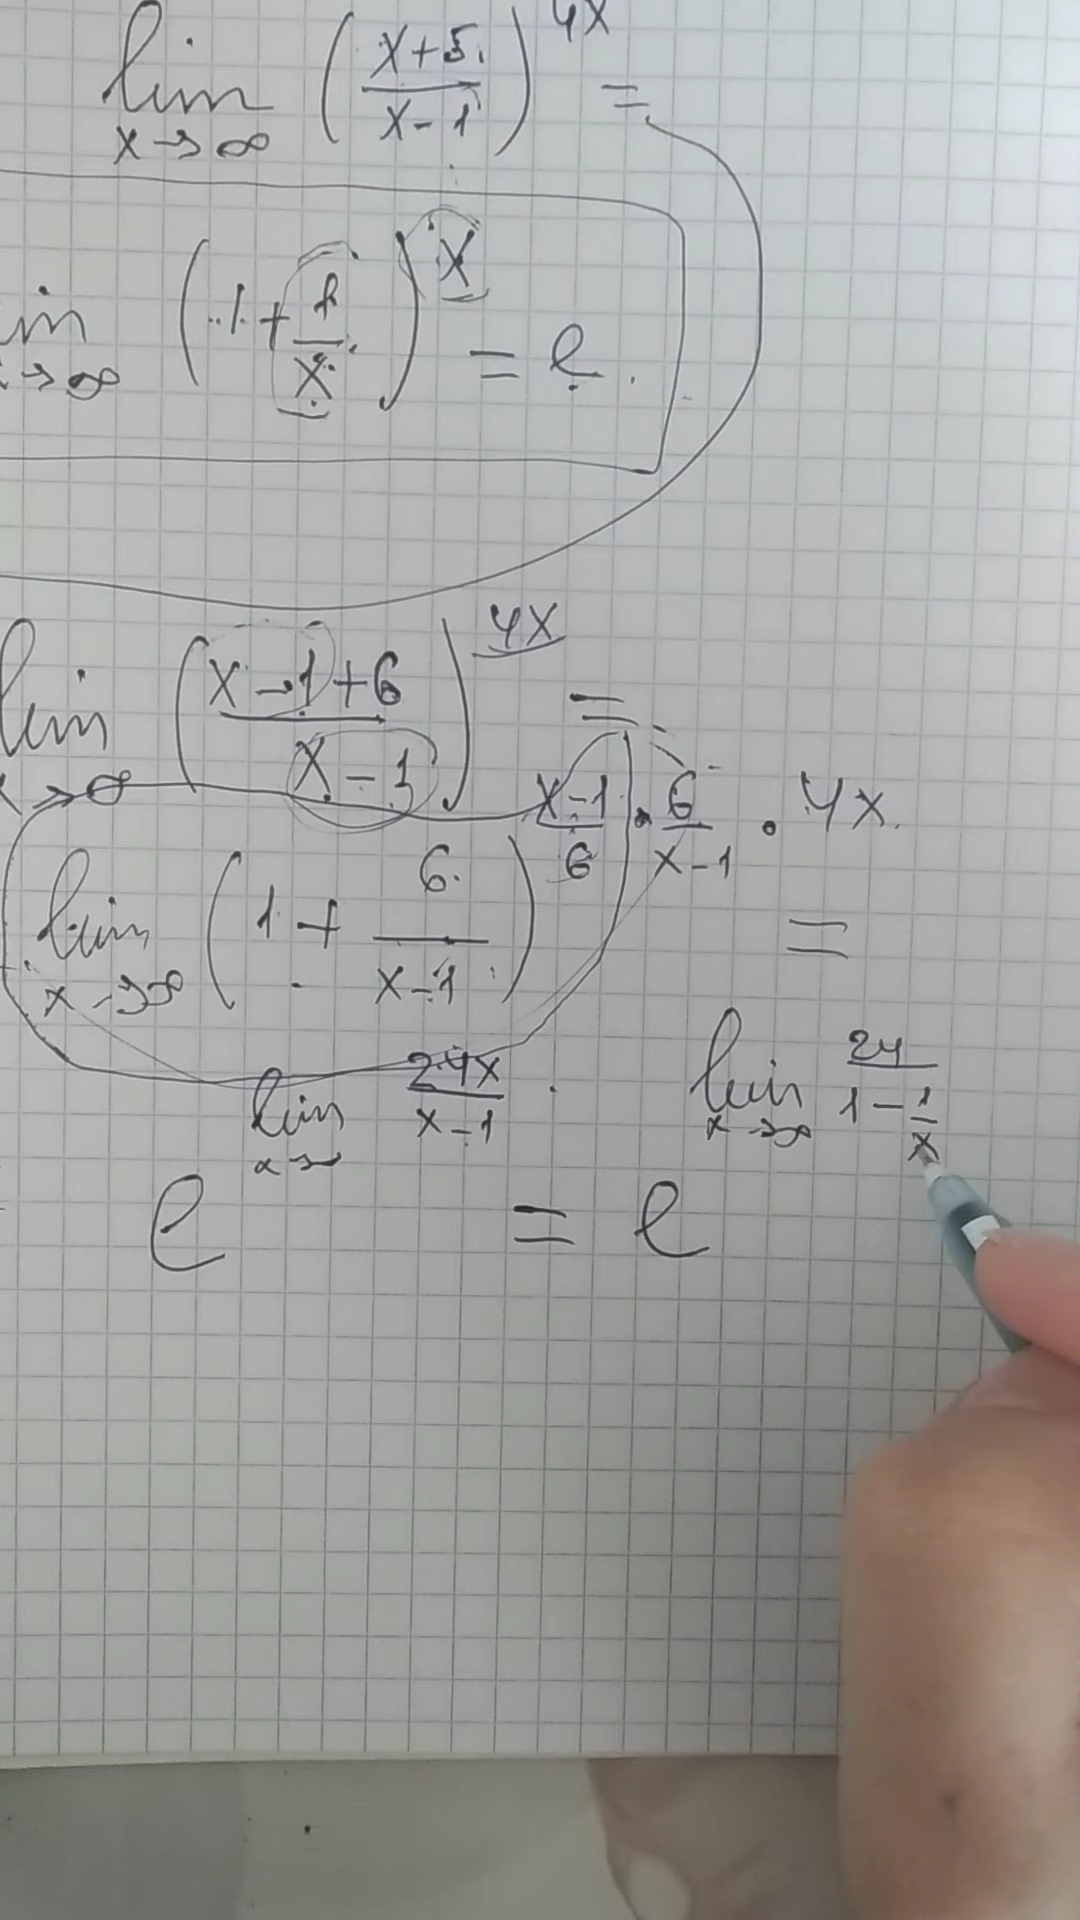 lim x→∞ ((x+5)/(x-1))^4x =
lim x→∞ (1+1/x)^x = e.
lim x→∞ ((x-1+6)/(x-1))^4x =
lim x→∞ (1+6/(x-1))^((x-1)/6 · 6/(x-1) · 4x) =
e^(lim x→∞ 24x/(x-1)) = e^(lim x→∞ 24/(1-1/x))